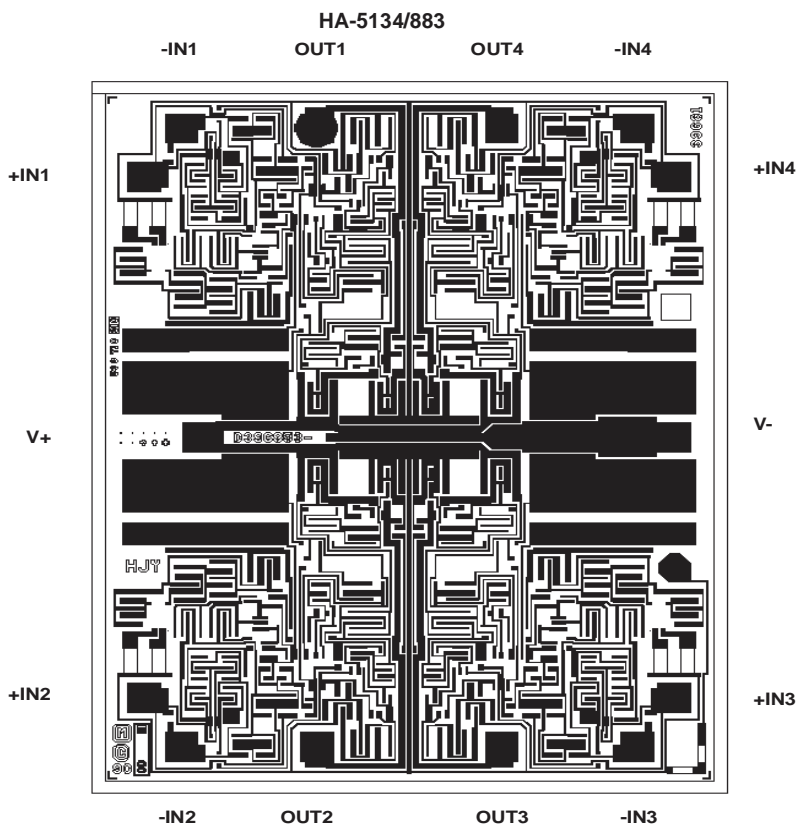 HA-5134/883
-IN1 OUT1 OUT4 -IN4
+IN1 +IN4
V+ V-
HJY
+IN2 +IN3
-IN2 OUT2 OUT3 -IN3